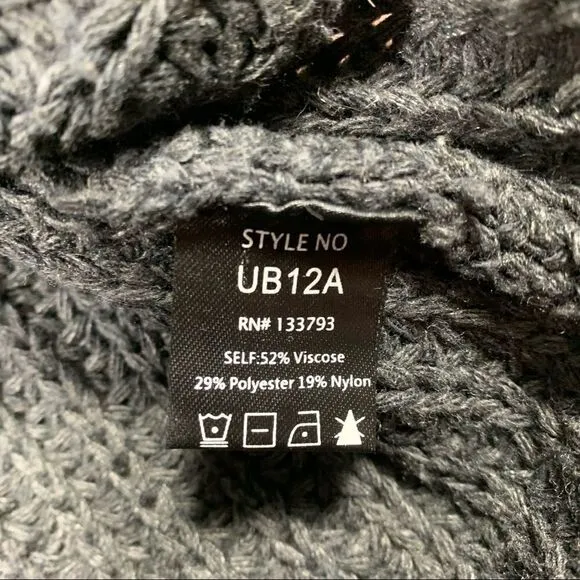 STYLE NO
UB12A
RN# 133793
SELF:52% Viscose
29% Polyester 19% Nylon